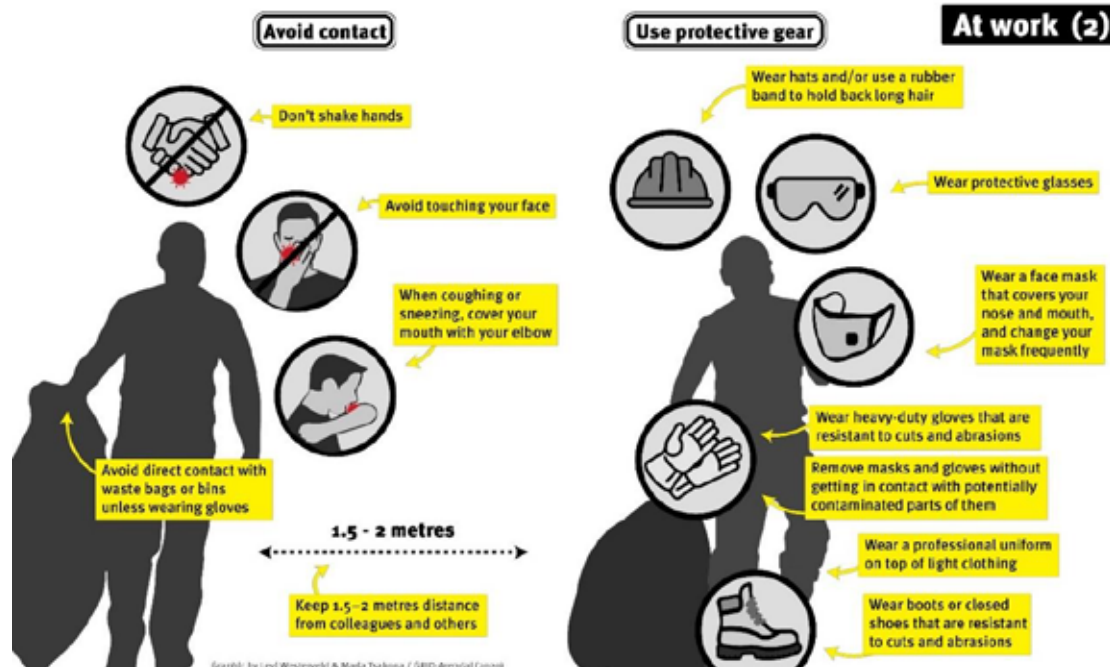 Avoid contact
Use protective gear
At work (2)
Don't shake hands
Avoid touching your face
When coughing or
sneezing, cover your
mouth with your elbow
Avoid direct contact with
waste bags or bins
unless wearing gloves
1.5 - 2 metres
Keep 1.5–2 metres distance
from colleagues and others
Wear hats and/or use a rubber
band to hold back long hair
Wear protective glasses
Wear a face mask
that covers your
nose and mouth,
and change your
mask frequently
Wear heavy-duty gloves that are
resistant to cuts and abrasions
Remove masks and gloves without
getting in contact with potentially
contaminated parts of them
Wear a professional uniform
on top of light clothing
Wear boots or closed
shoes that are resistant
to cuts and abrasions